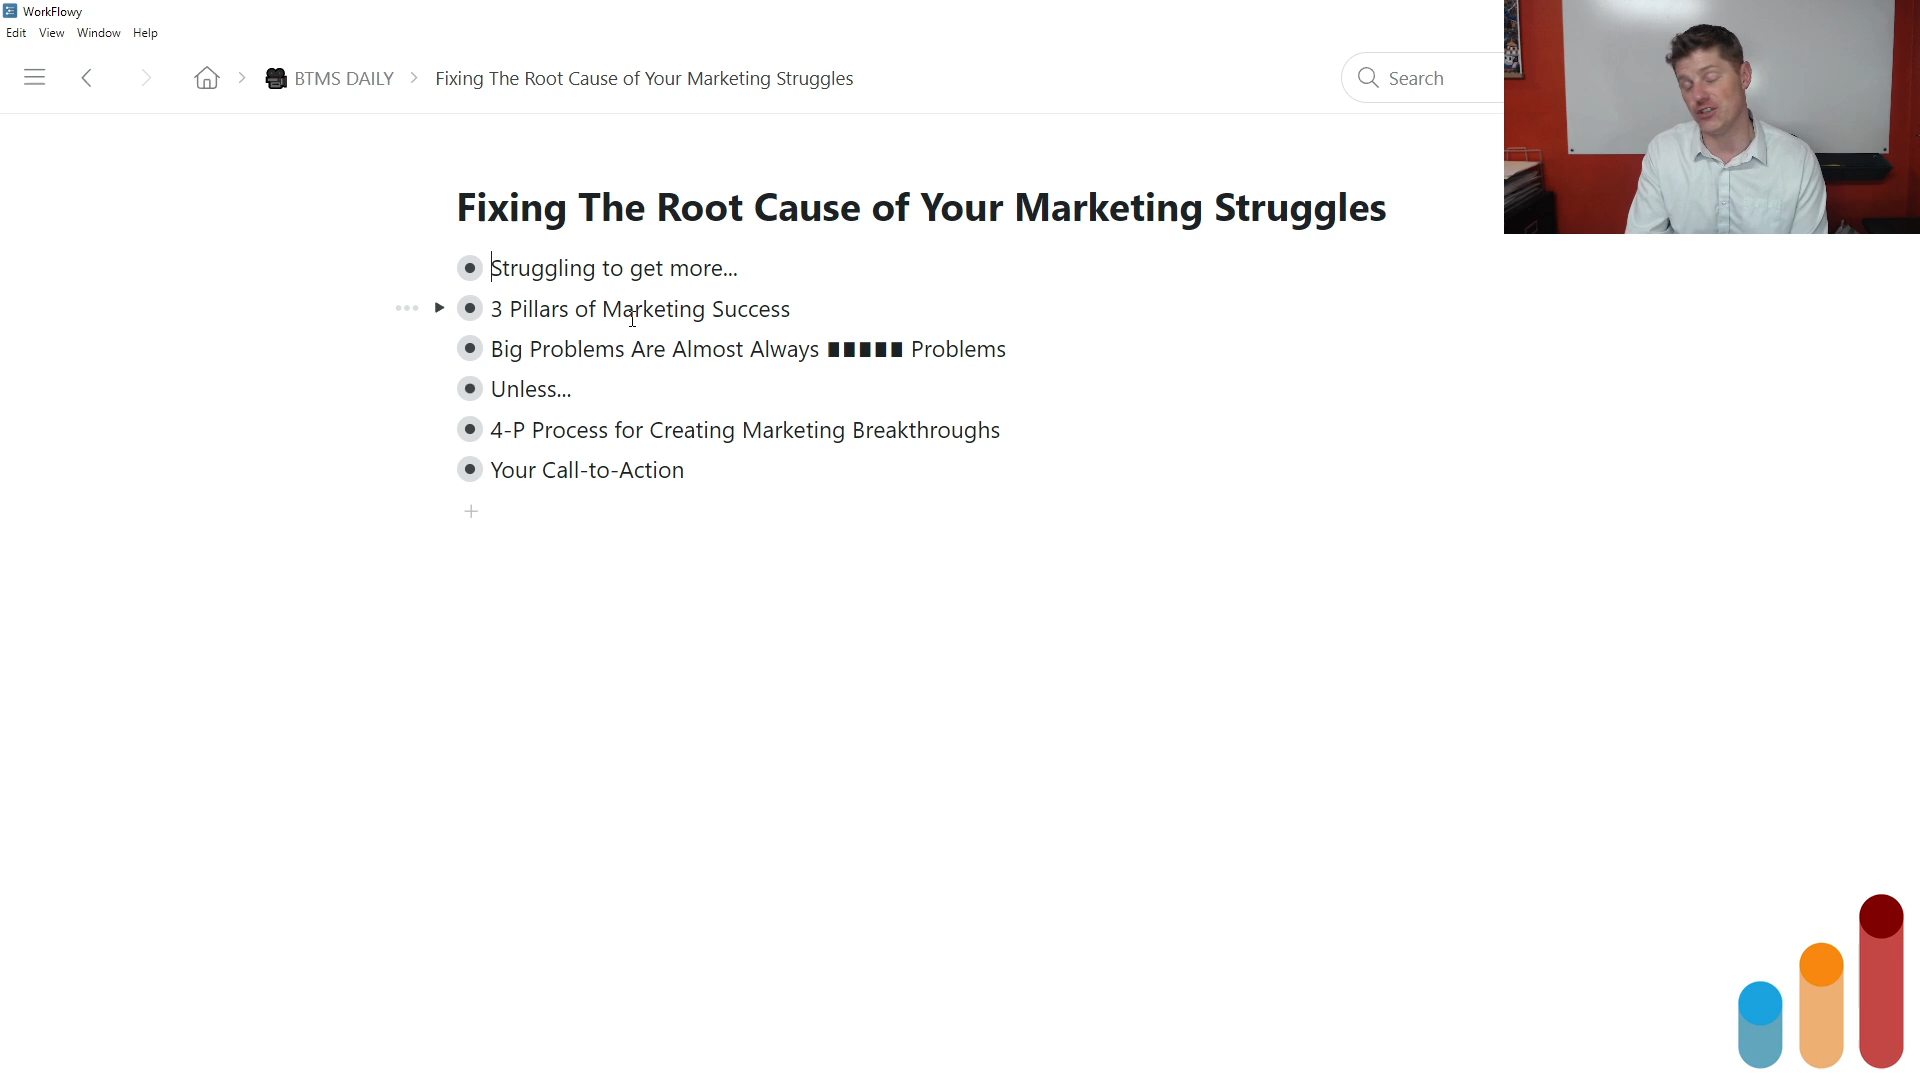 WorkFlowy
Edit View Window Help
BTMS DAILY > Fixing The Root Cause of Your Marketing Struggles
Search
Fixing The Root Cause of Your Marketing Struggles
Struggling to get more...
3 Pillars of Marketing Success
Big Problems Are Almost Always ∎∎∎∎∎ Problems
Unless...
4-P Process for Creating Marketing Breakthroughs
Your Call-to-Action